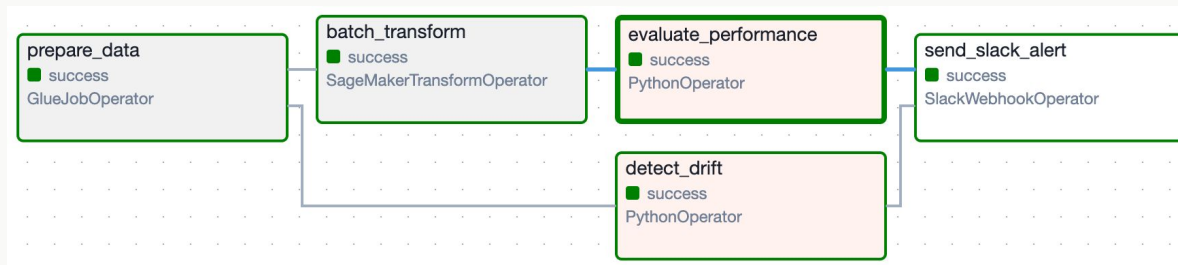 prepare_data
success
GlueJobOperator
batch_transform
success
SageMakerTransformOperator
evaluate_performance
success
PythonOperator
detect_drift
success
PythonOperator
send_slack_alert
success
SlackWebhookOperator